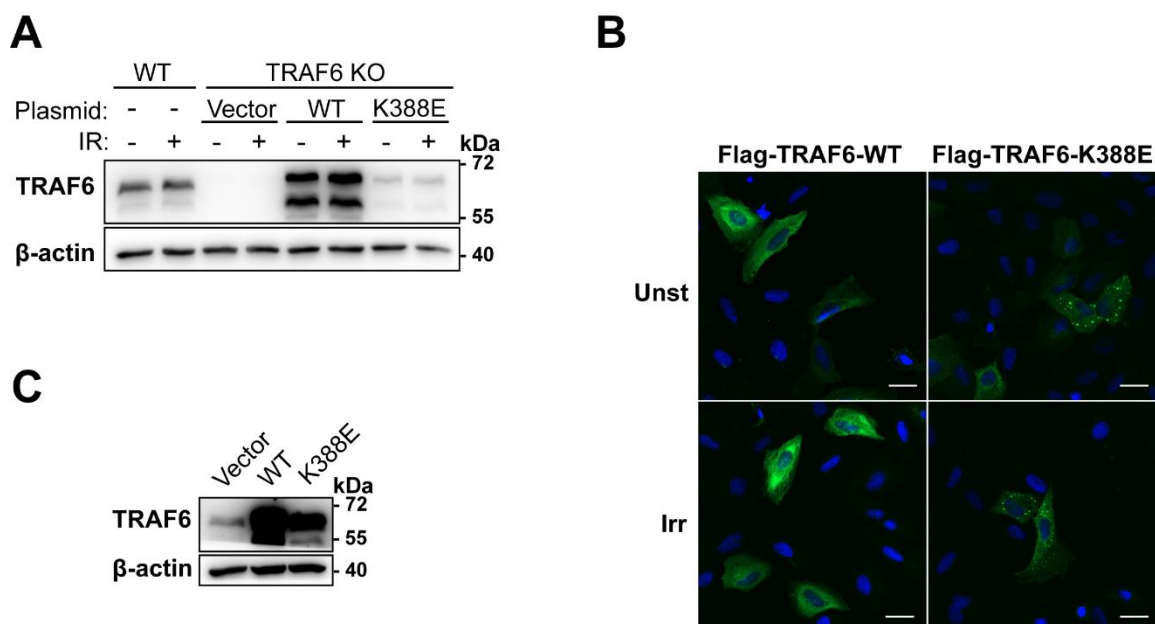 A
WT TRAF6 KO
Plasmid: - - Vector WT K388E
IR: - + - + - + - + kDa
TRAF6 - 72
- 55
β-actin - 40
B
Flag-TRAF6-WT Flag-TRAF6-K388E
Unst
Irr
C
Vector WT K388E
kDa
TRAF6 - 72
- 55
β-actin - 40